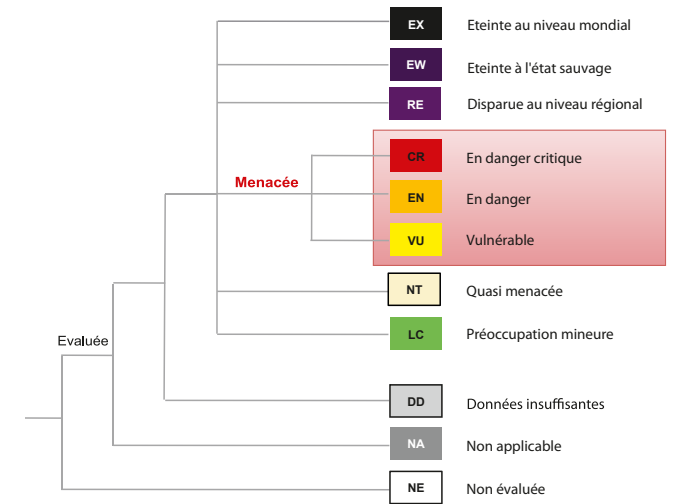 EX Eteinte au niveau mondial
EW Eteinte à l'état sauvage
RE Disparue au niveau régional
CR En danger critique
Menacée
EN En danger
VU Vulnérable
NT Quasi menacée
LC Préoccupation mineure
Evaluée
DD Données insuffisantes
NA Non applicable
NE Non évaluée